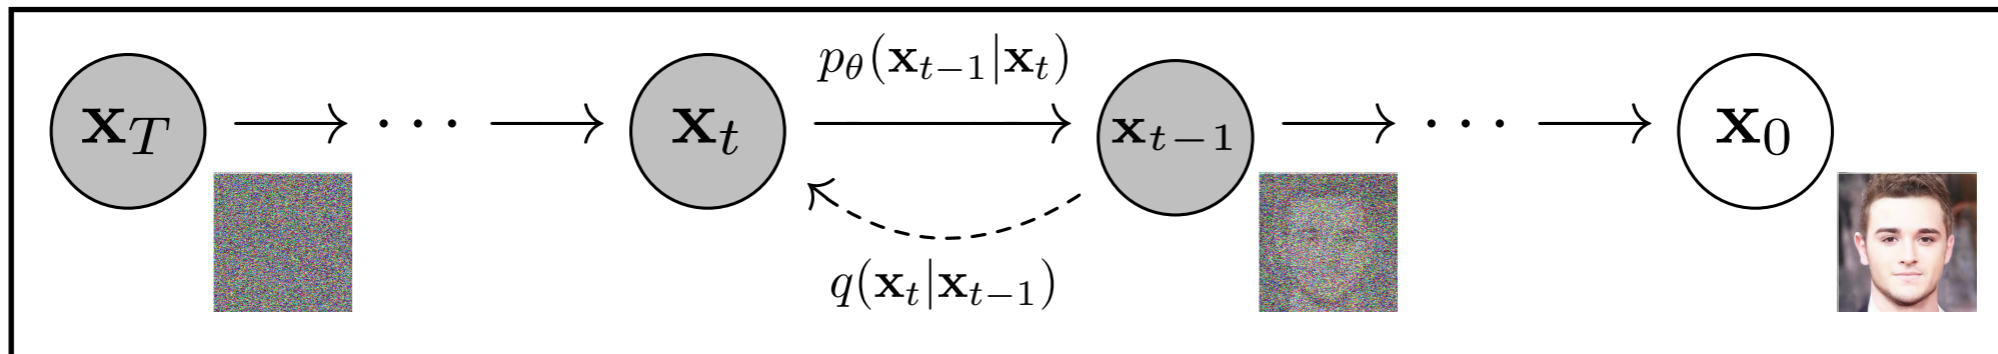 p_θ(x_{t−1}|x_t)
x_T ⟶ ··· ⟶ x_t ⟶ x_{t−1} ⟶ ··· ⟶ x_0
q(x_t|x_{t−1})